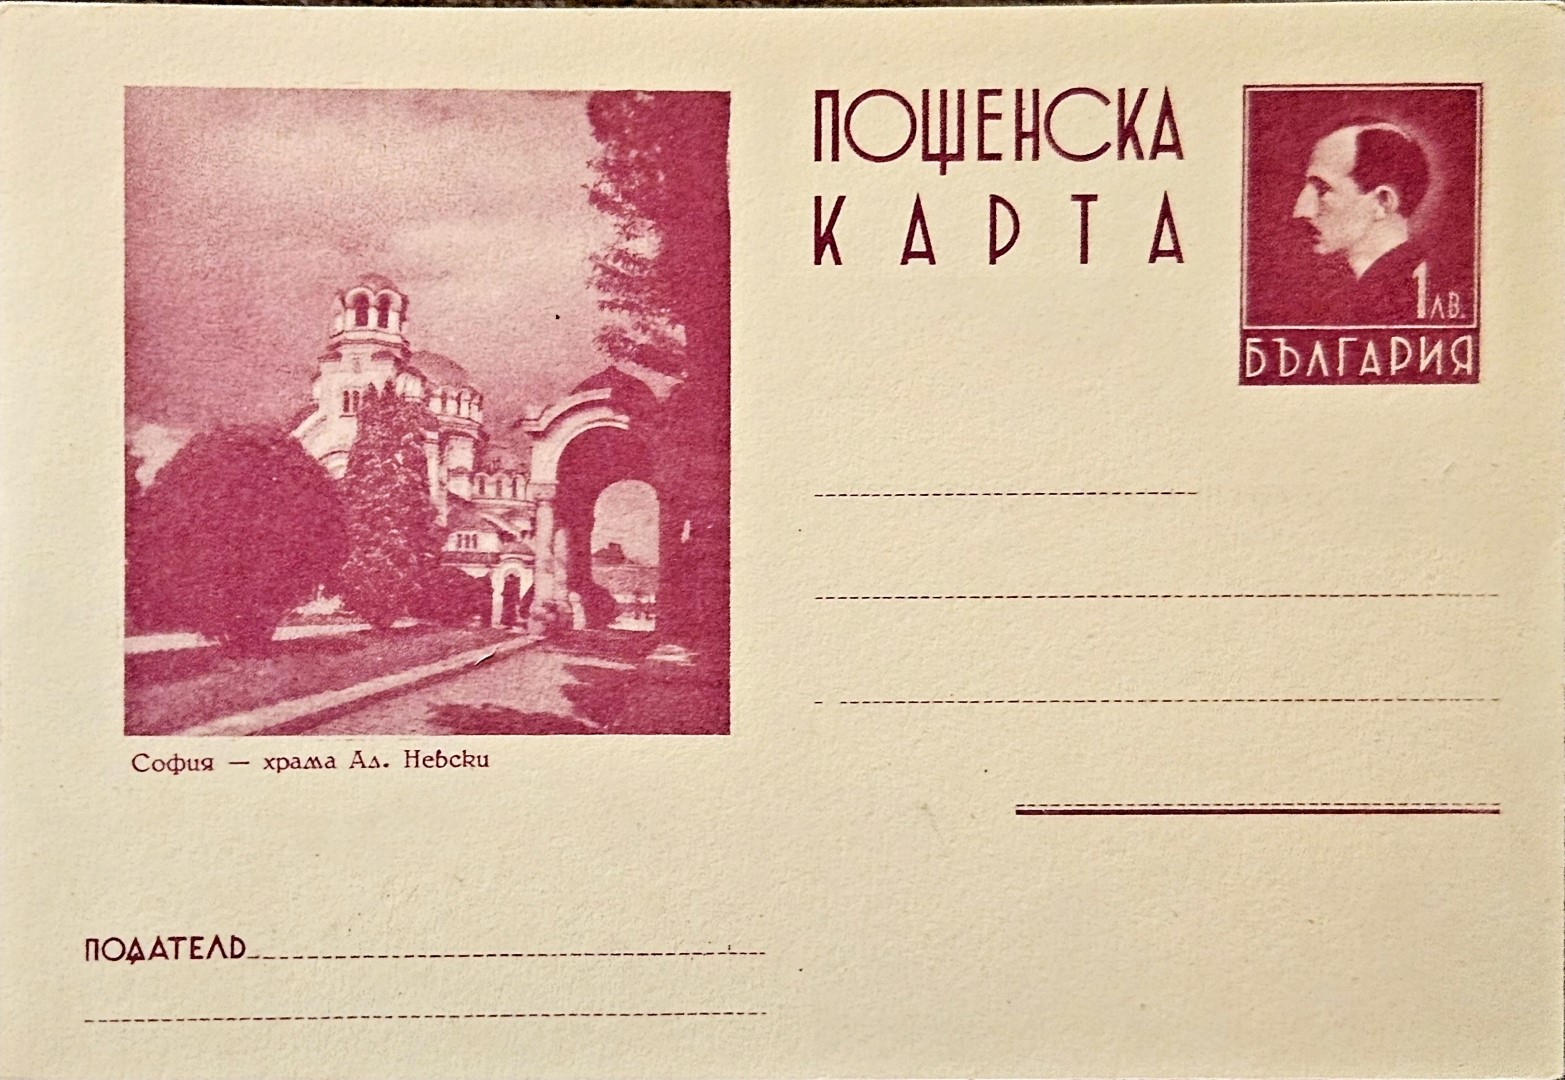 ПОЩЕНСКА
КАРТА
1 ЛВ.
БЪЛГАРИЯ
София — храма Ал. Невски
ПОДАТЕЛЬ